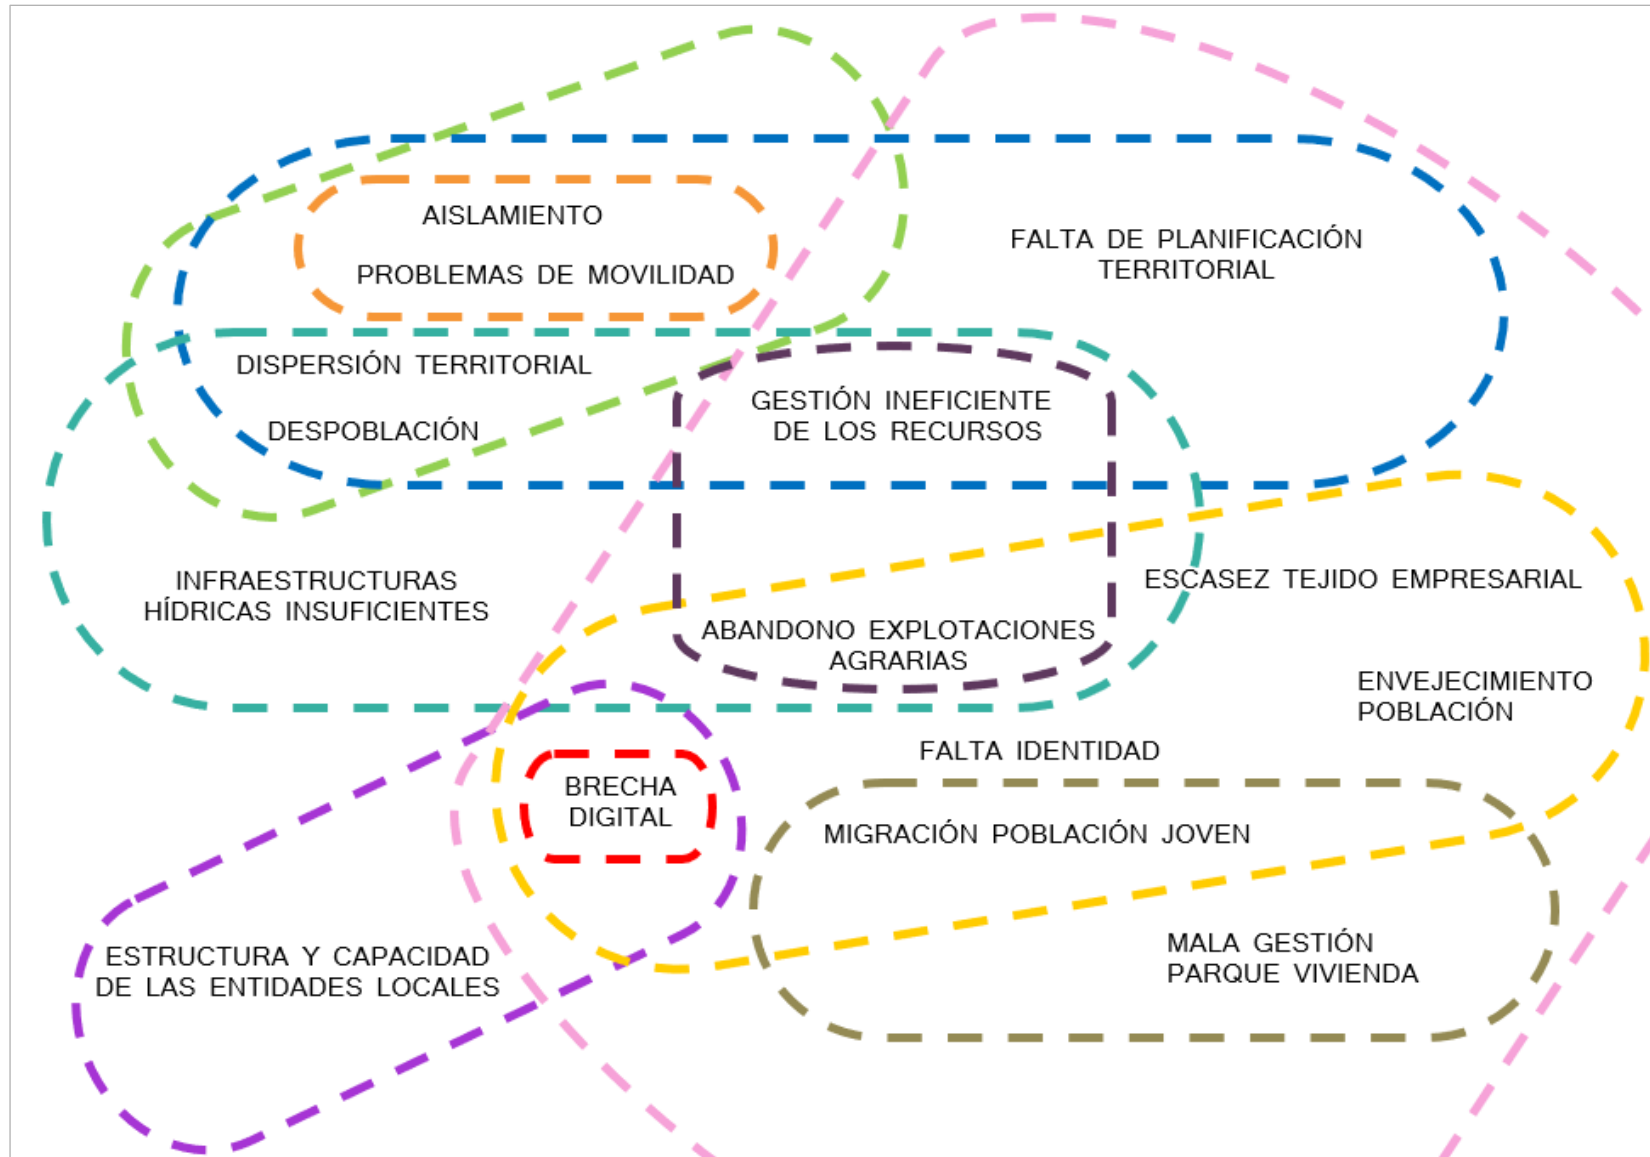 AISLAMIENTO
PROBLEMAS DE MOVILIDAD
FALTA DE PLANIFICACIÓN
TERRITORIAL
DISPERSIÓN TERRITORIAL
DESPOBLACIÓN
GESTIÓN INEFICIENTE
DE LOS RECURSOS
INFRAESTRUCTURAS
HÍDRICAS INSUFICIENTES
ESCASEZ TEJIDO EMPRESARIAL
ABANDONO EXPLOTACIONES
AGRARIAS
ENVEJECIMIENTO
POBLACIÓN
FALTA IDENTIDAD
BRECHA
DIGITAL
MIGRACIÓN POBLACIÓN JOVEN
ESTRUCTURA Y CAPACIDAD
DE LAS ENTIDADES LOCALES
MALA GESTIÓN
PARQUE VIVIENDA